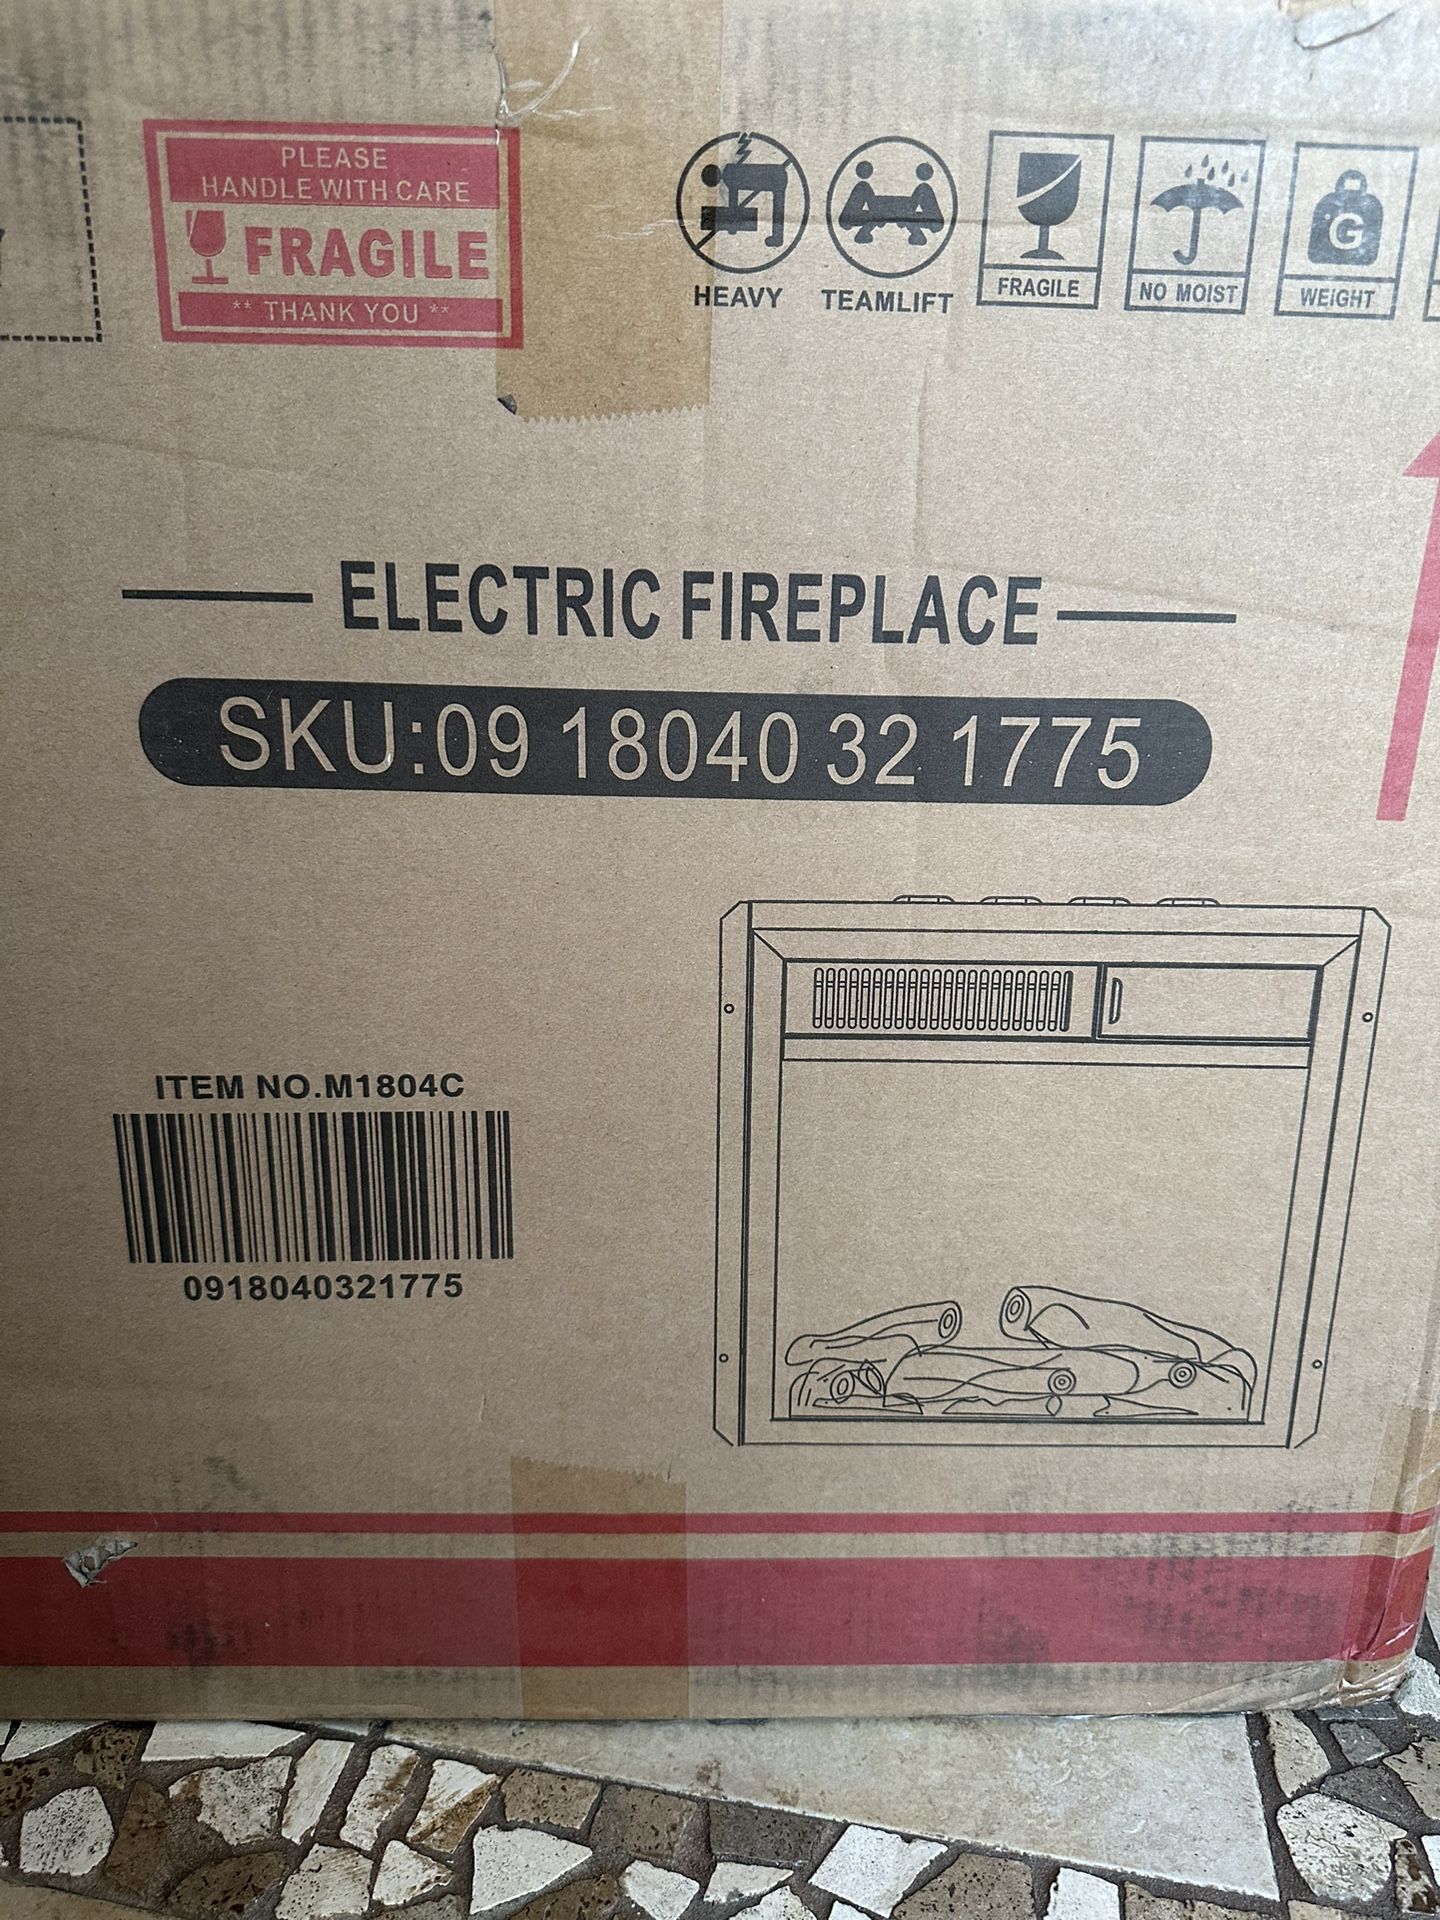 PLEASE
HANDLE WITH CARE
FRAGILE
** THANK YOU **
HEAVY
TEAMLIFT
FRAGILE
NO MOIST
G
WEIGHT
ELECTRIC FIREPLACE
SKU:09 18040 32 1775
ITEM NO.M1804C
0918040321775